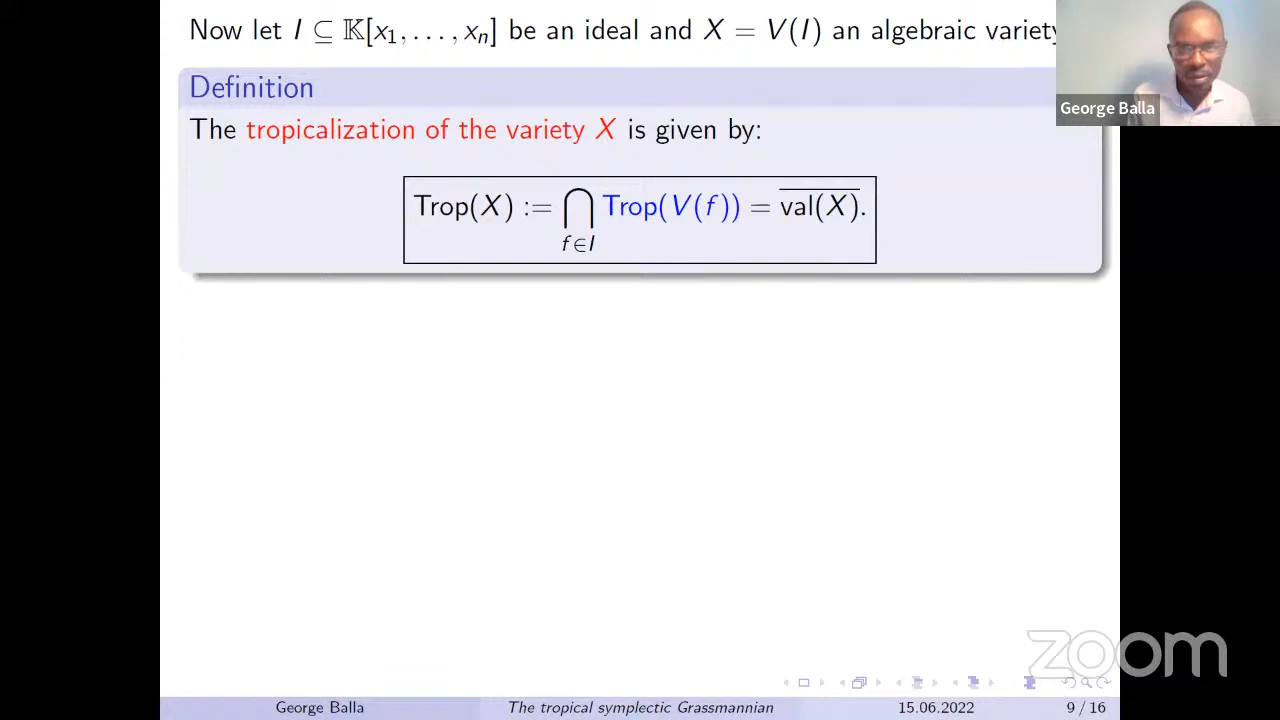 Now let I ⊆ 𝕂[x₁, . . . , xₙ] be an ideal and X = V(I) an algebraic variety
George Balla
Definition
The tropicalization of the variety X is given by:
Trop(X) := ⋂_{f∈I} Trop(V(f)) = \overline{val(X)}.
zoom
George Balla The tropical symplectic Grassmannian 15.06.2022 9 / 16